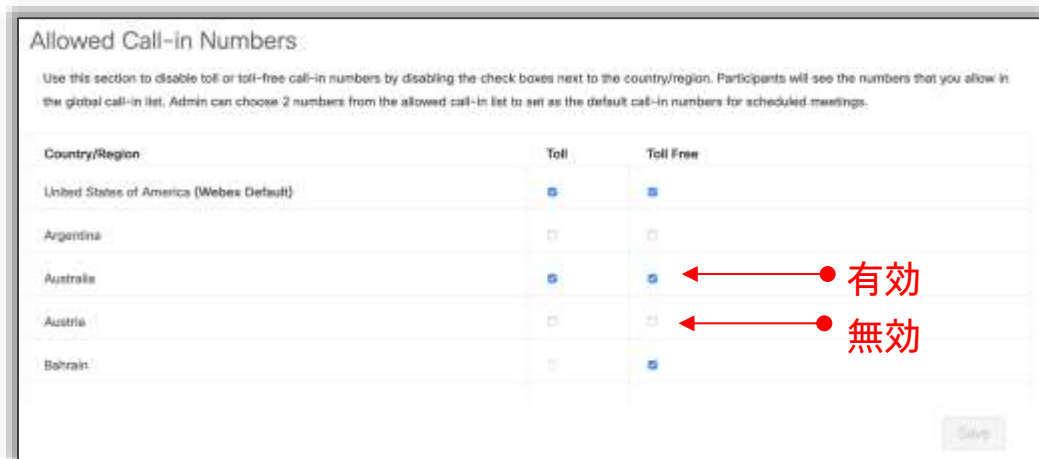 Allowed Call-in Numbers
Use this section to disable toll or toll-free call-in numbers by disabling the check boxes next to the country/region. Participants will see the numbers that you allow in
the global call-in list. Admin can choose 2 numbers from the allowed call-in list to set as the default call-in numbers for scheduled meetings.
Country/Region Toll Toll Free
United States of America (Webex Default)
Argentina
Australia
有効
Austria
無効
Bahrain
Save